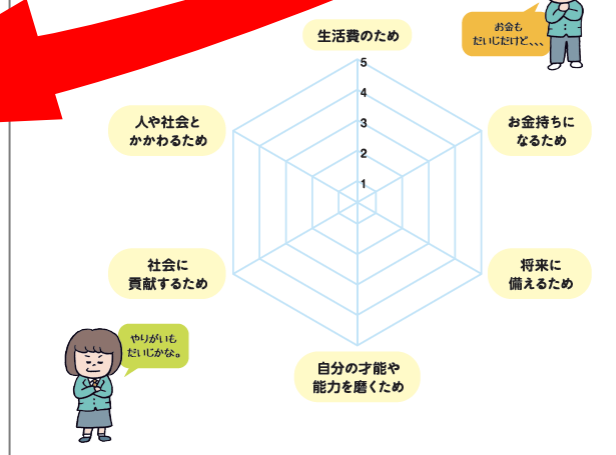 生活費のため
お金も
だいじだけど、、、
5
4
3
2
1
人や社会と
かかわるため
お金持ちに
なるため
社会に
貢献するため
将来に
備えるため
やりがいも
だいじかな。
自分の才能や
能力を磨くため